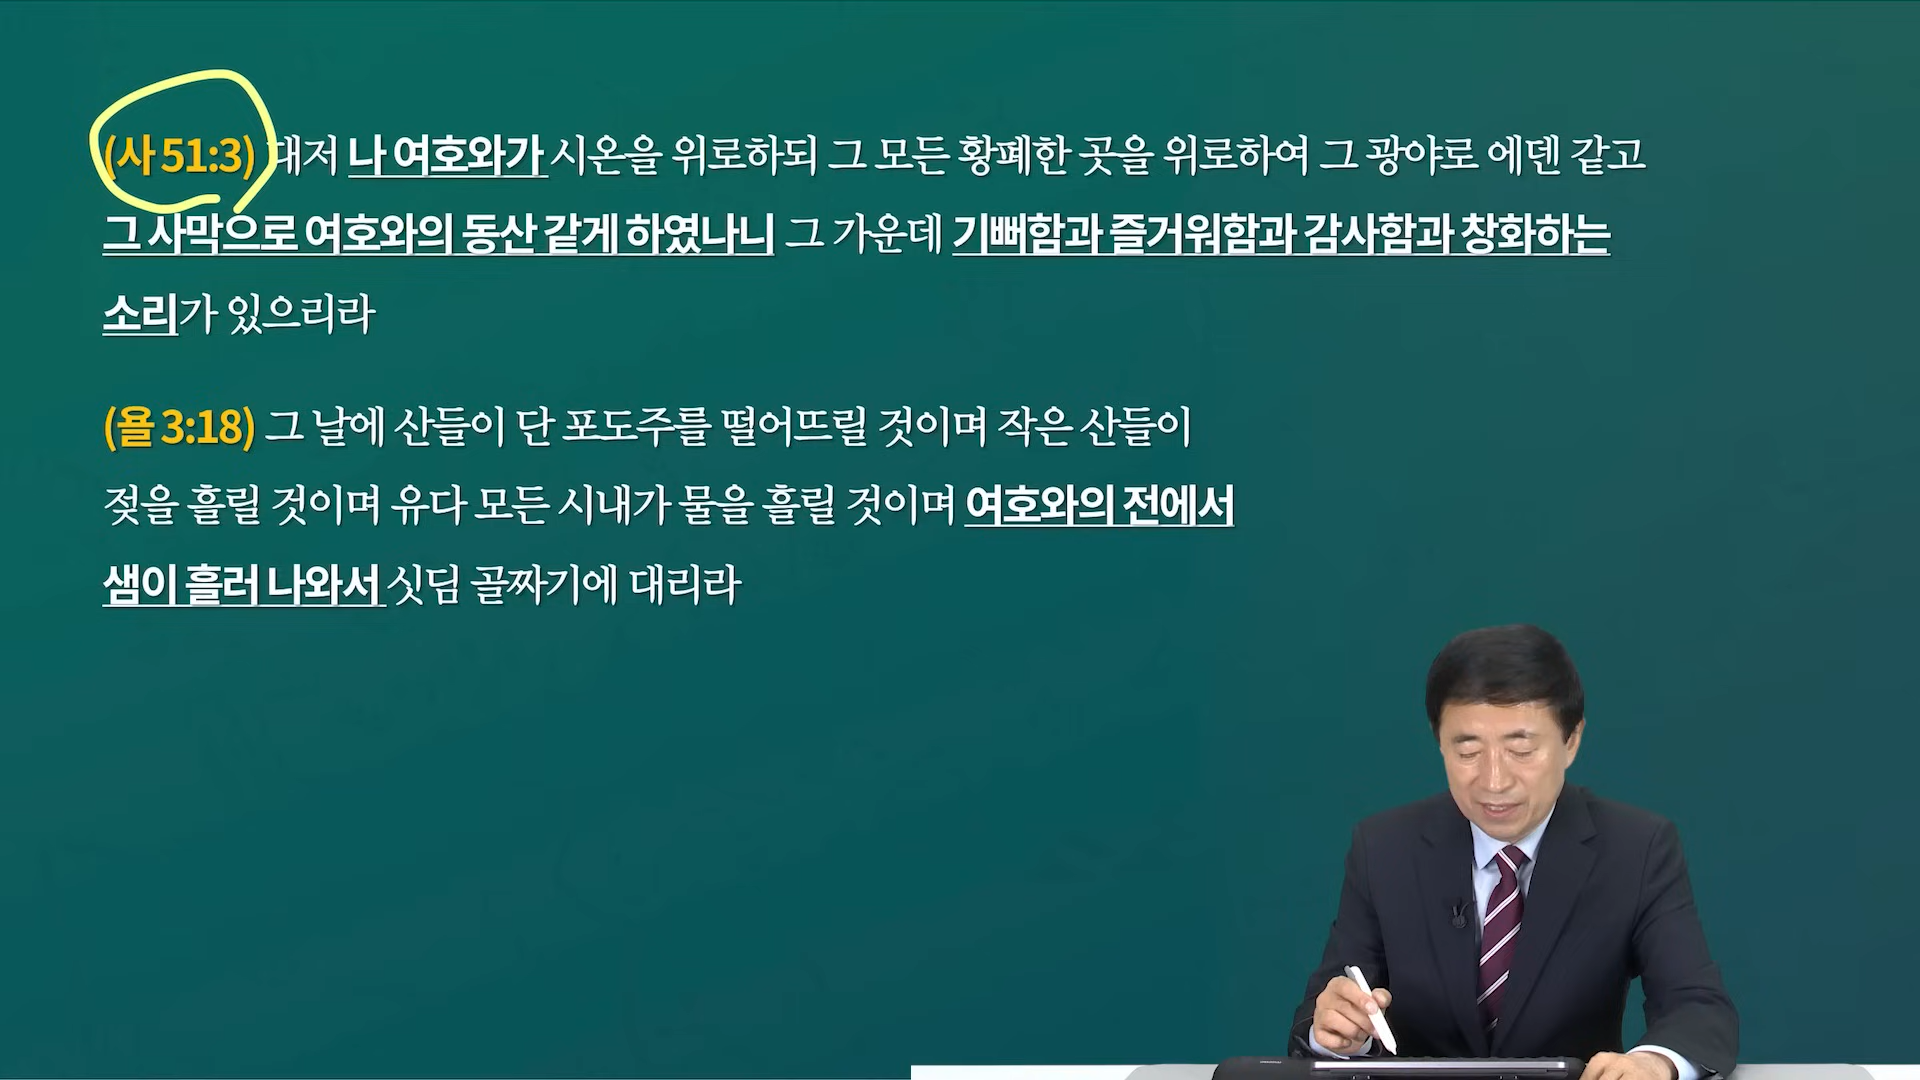 (사 51:3) 대저 나 여호와가 시온을 위로하되 그 모든 황폐한 곳을 위로하여 그 광야로 에덴 같고
그 사막으로 여호와의 동산 같게 하였나니 그 가운데 기뻐함과 즐거워함과 감사함과 창화하는
소리가 있으리라
(욜 3:18) 그 날에 산들이 단 포도주를 떨어뜨릴 것이며 작은 산들이
젖을 흘릴 것이며 유다 모든 시내가 물을 흘릴 것이며 여호와의 전에서
샘이 흘러 나와서 싯딤 골짜기에 대리라